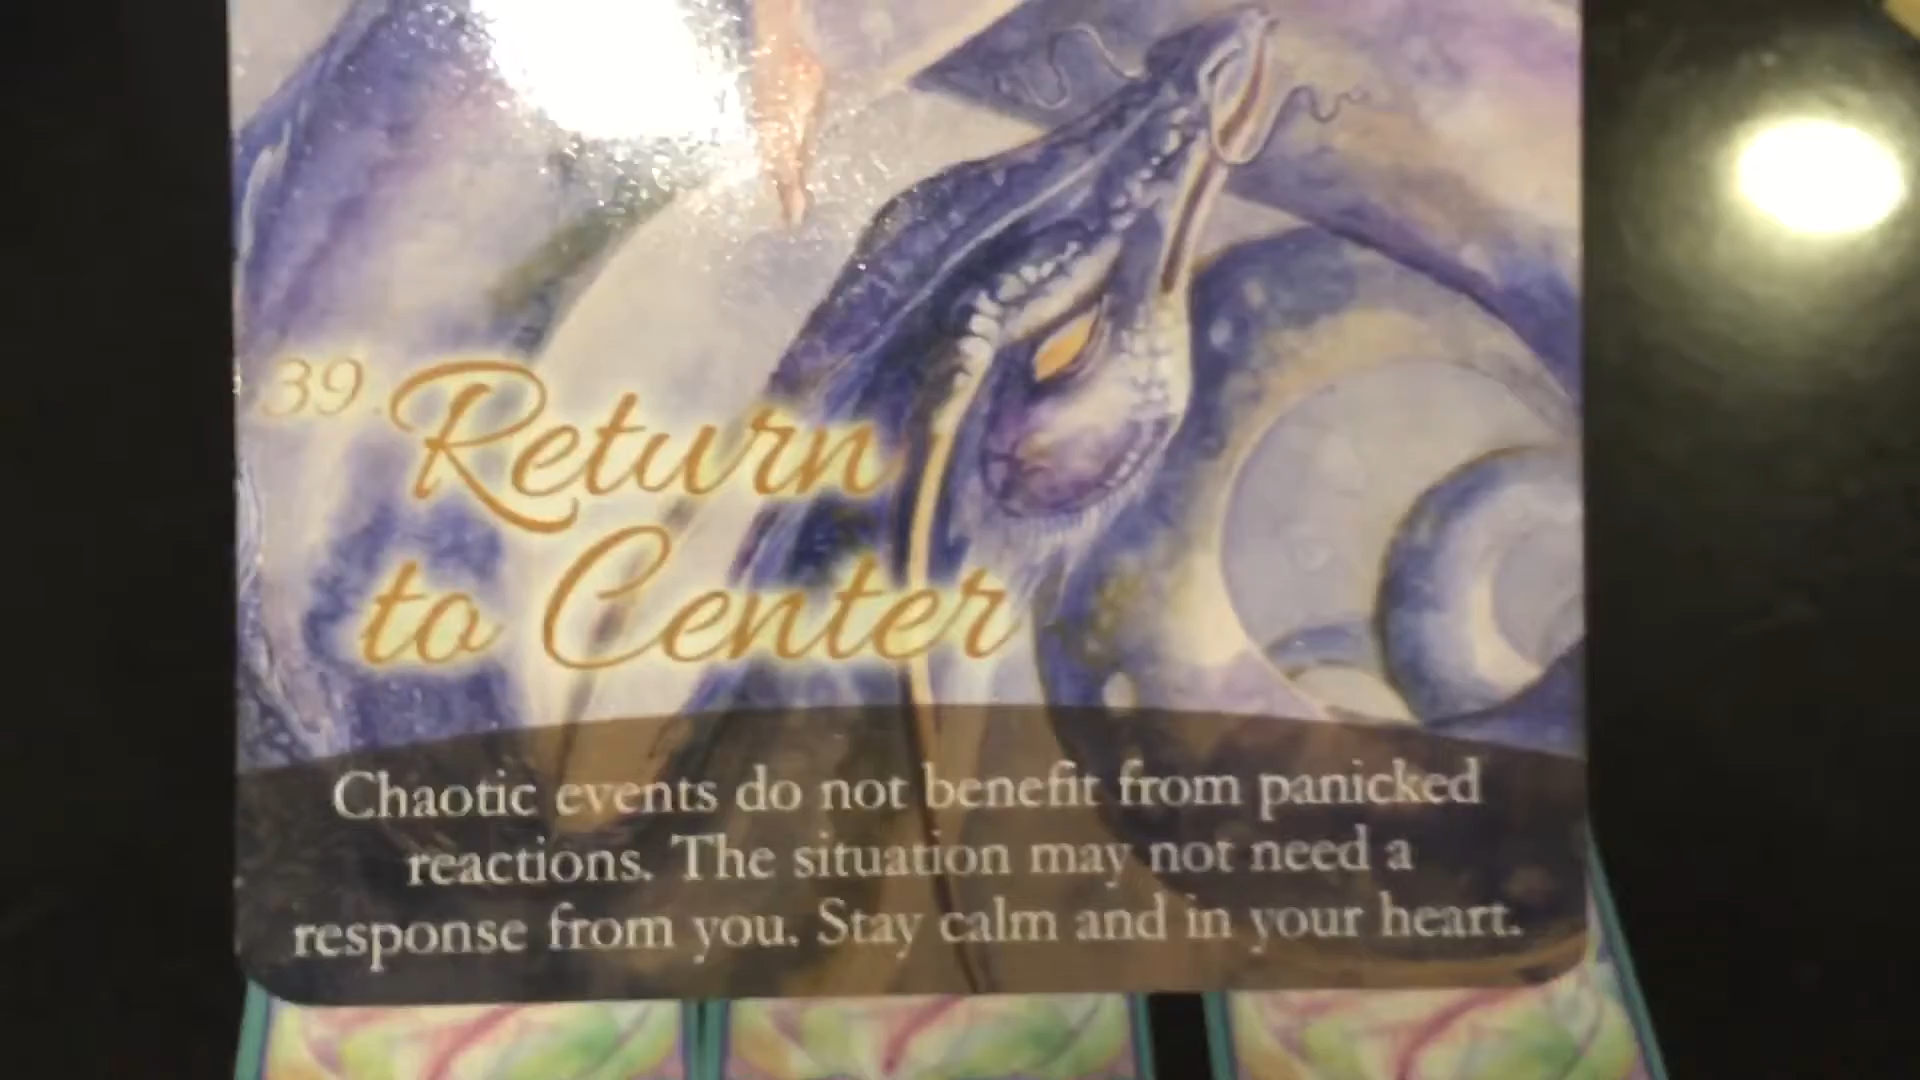 39. Return
to Center
Chaotic events do not benefit from panicked
reactions. The situation may not need a
response from you. Stay calm and in your heart.